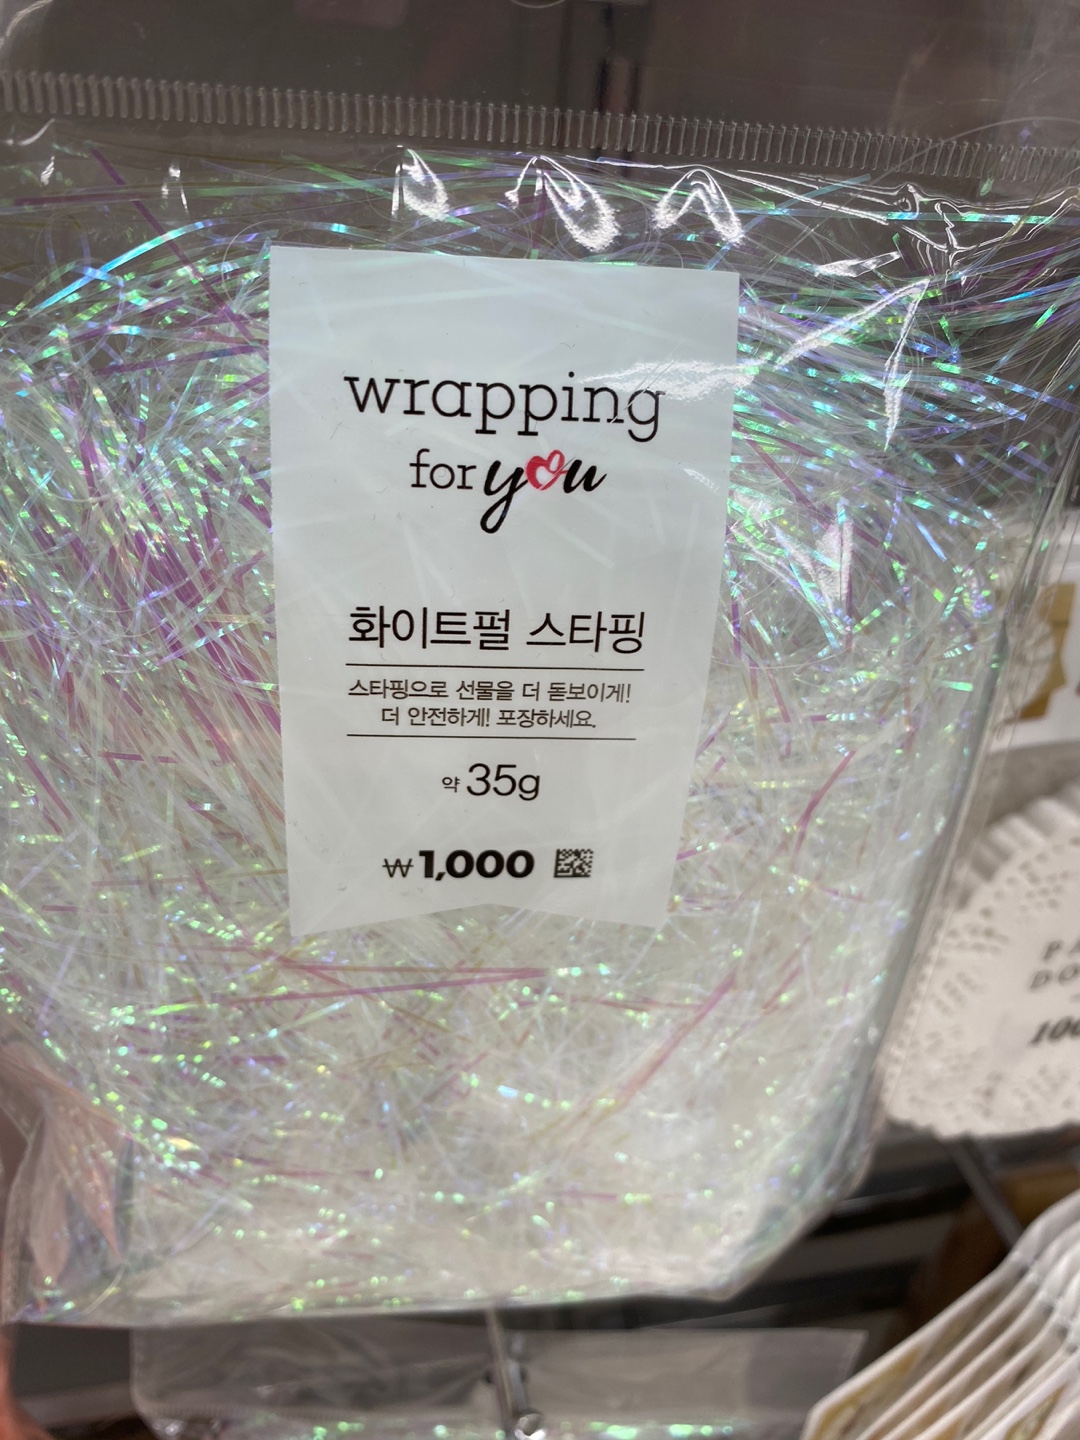 wrapping
for you
화이트펄 스타핑
스타핑으로 선물을 더 돋보이게!
더 안전하게! 포장하세요.
약 35g
₩1,000